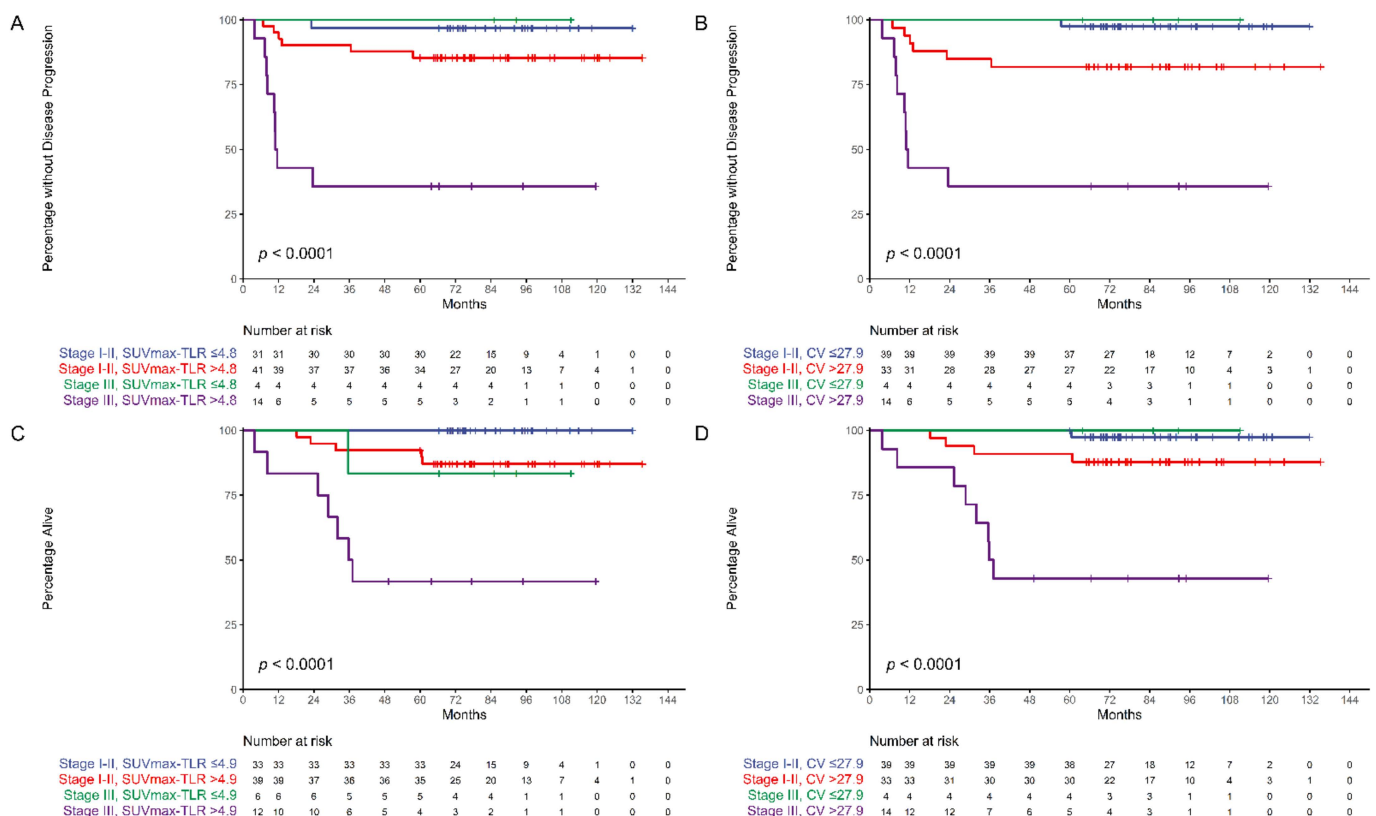 A
Percentage without Disease Progression
100
75
50
25
0
p < 0.0001
0 12 24 36 48 60 72 84 96 108 120 132 144
Months
Number at risk
Stage I-II, SUVmax-TLR ≤4.8 31 31 30 30 30 30 22 15 9 4 1 0 0
Stage I-II, SUVmax-TLR >4.8 41 39 37 37 36 34 27 20 13 7 4 1 0
Stage III, SUVmax-TLR ≤4.8 4 4 4 4 4 4 4 4 1 1 0 0 0
Stage III, SUVmax-TLR >4.8 14 6 5 5 5 5 3 2 1 1 0 0 0
B
Percentage without Disease Progression
100
75
50
25
0
p < 0.0001
0 12 24 36 48 60 72 84 96 108 120 132 144
Months
Number at risk
Stage I-II, CV ≤27.9 39 39 39 39 39 37 27 18 12 7 2 0 0
Stage I-II, CV >27.9 33 31 28 28 27 27 22 17 10 4 3 1 0
Stage III, CV ≤27.9 4 4 4 4 4 4 3 3 1 1 0 0 0
Stage III, CV >27.9 14 6 5 5 5 5 4 3 1 1 0 0 0
C
Percentage Alive
100
75
50
25
0
p < 0.0001
0 12 24 36 48 60 72 84 96 108 120 132 144
Months
Number at risk
Stage I-II, SUVmax-TLR ≤4.9 33 33 33 33 33 33 24 15 9 4 1 0 0
Stage I-II, SUVmax-TLR >4.9 39 39 37 36 36 35 25 20 13 7 4 1 0
Stage III, SUVmax-TLR ≤4.9 6 6 6 5 5 5 4 4 1 1 0 0 0
Stage III, SUVmax-TLR >4.9 12 10 10 6 5 4 3 2 1 1 0 0 0
D
Percentage Alive
100
75
50
25
0
p < 0.0001
0 12 24 36 48 60 72 84 96 108 120 132 144
Months
Number at risk
Stage I-II, CV ≤27.9 39 39 39 39 39 38 27 18 12 7 2 0 0
Stage I-II, CV >27.9 33 33 31 30 30 30 22 17 10 4 3 1 0
Stage III, CV ≤27.9 4 4 4 4 4 4 3 3 1 1 0 0 0
Stage III, CV >27.9 14 12 12 7 6 5 4 3 1 1 0 0 0